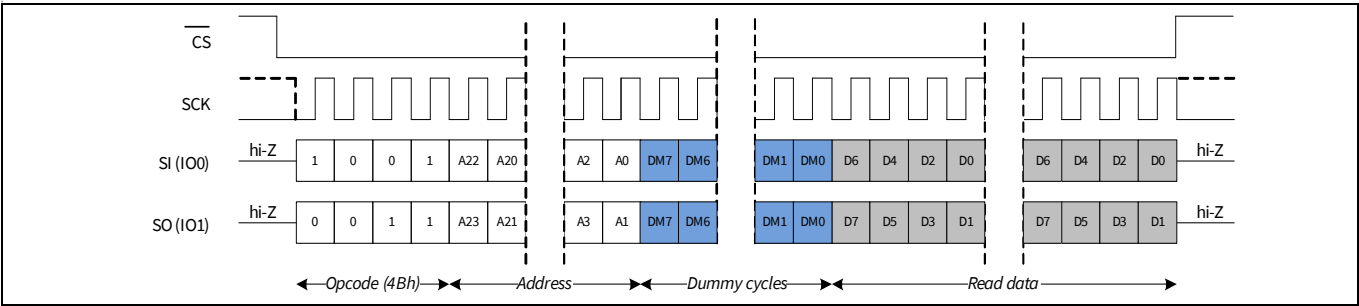 CS
SCK
SI (IO0) hi-Z 1 0 0 1 A22 A20 A2 A0 DM7 DM6 DM1 DM0 D6 D4 D2 D0 D6 D4 D2 D0 hi-Z
SO (IO1) hi-Z 0 0 1 1 A23 A21 A3 A1 DM7 DM6 DM1 DM0 D7 D5 D3 D1 D7 D5 D3 D1 hi-Z
Opcode (4Bh) Address Dummy cycles Read data